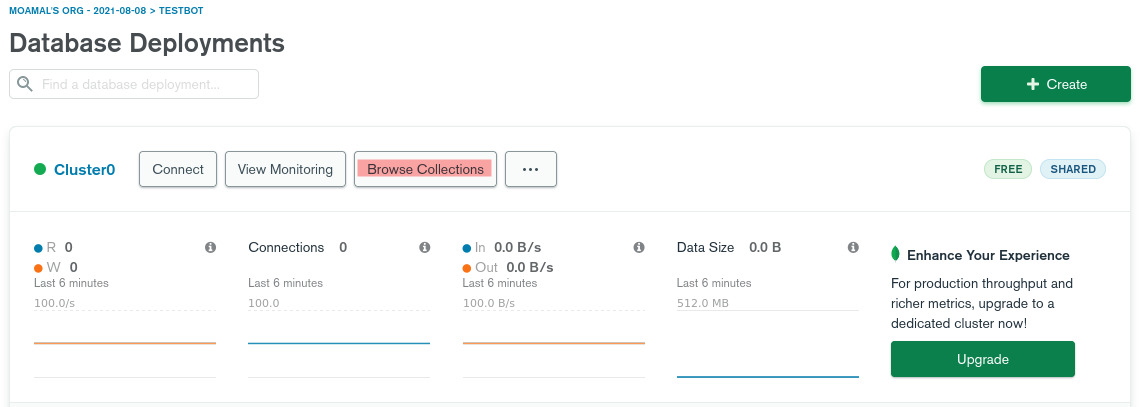 MOAMAL'S ORG - 2021-08-08 > TESTBOT
Database Deployments
Find a database deployment...
Create
Cluster0
Connect
View Monitoring
Browse Collections
...
FREE
SHARED
R 0
W 0
Last 6 minutes
100.0/s
Connections 0
Last 6 minutes
100.0
In 0.0 B/s
Out 0.0 B/s
Last 6 minutes
100.0 B/s
Data Size 0.0 B
Last 6 minutes
512.0 MB
Enhance Your Experience
For production throughput and
richer metrics, upgrade to a
dedicated cluster now!
Upgrade